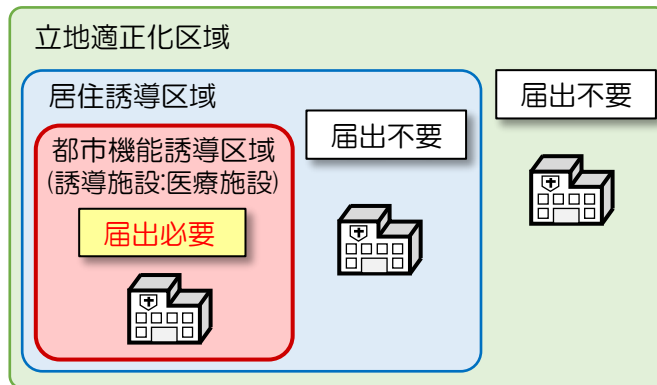 立地適正化区域
居住誘導区域
届出不要
届出不要
都市機能誘導区域
(誘導施設:医療施設)
届出必要